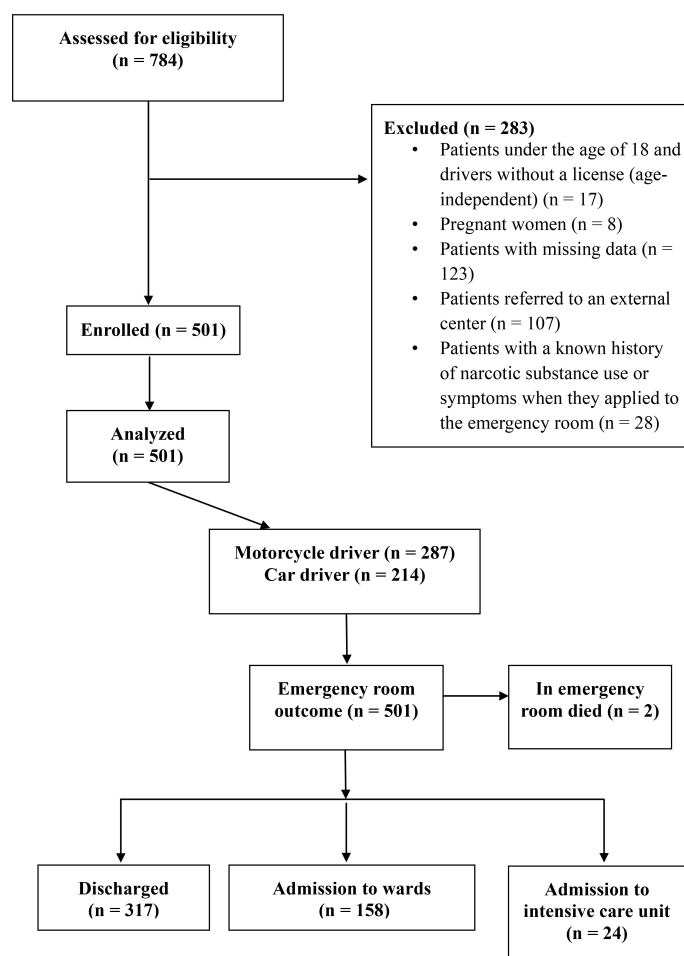 Assessed for eligibility
(n = 784)
Excluded (n = 283)
• Patients under the age of 18 and
drivers without a license (age-
independent) (n = 17)
• Pregnant women (n = 8)
• Patients with missing data (n =
123)
• Patients referred to an external
center (n = 107)
• Patients with a known history
of narcotic substance use or
symptoms when they applied to
the emergency room (n = 28)
Enrolled (n = 501)
Analyzed
(n = 501)
Motorcycle driver (n = 287)
Car driver (n = 214)
Emergency room
outcome (n = 501)
In emergency
room died (n = 2)
Discharged
(n = 317)
Admission to wards
(n = 158)
Admission to
intensive care unit
(n = 24)